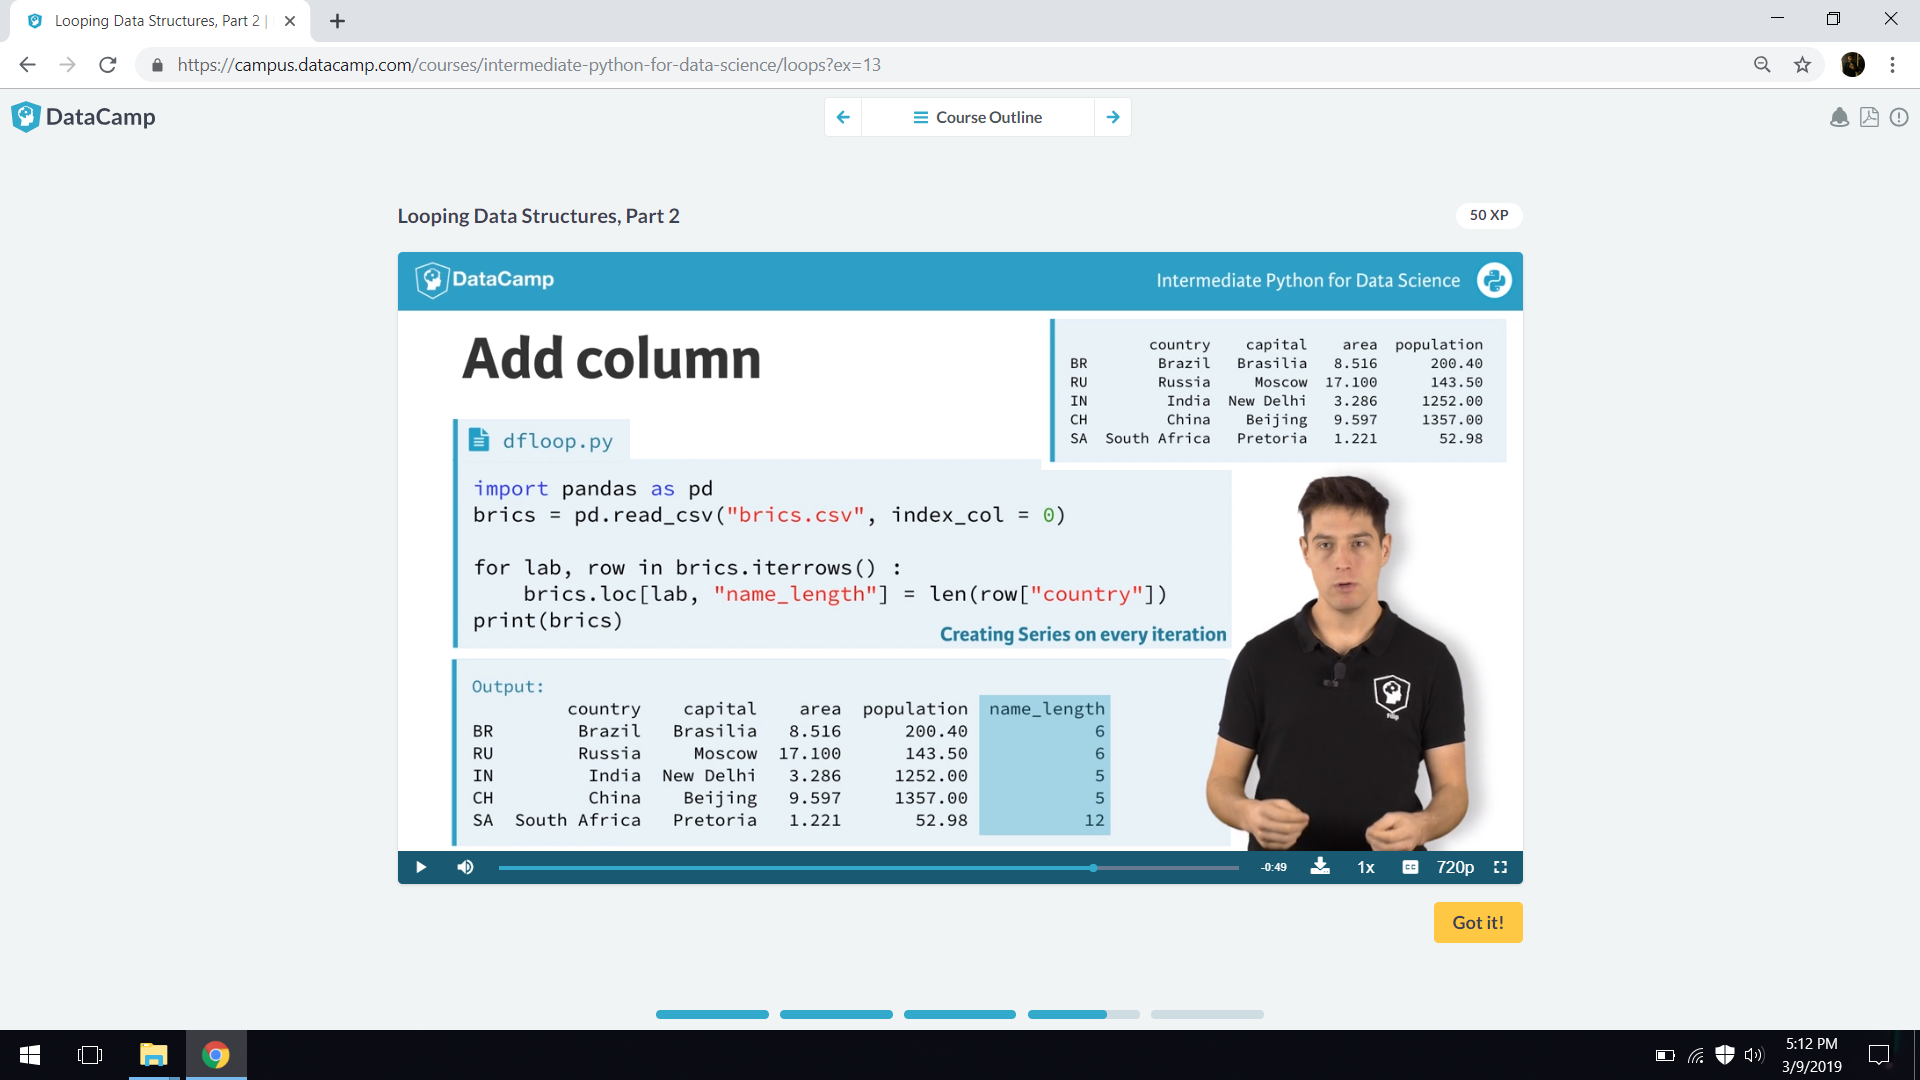 Looping Data Structures, Part 2 |
https://campus.datacamp.com/courses/intermediate-python-for-data-science/loops?ex=13
DataCamp
Course Outline
Looping Data Structures, Part 2
50 XP
DataCamp
Intermediate Python for Data Science
Add column
country capital area population
BR Brazil Brasilia 8.516 200.40
RU Russia Moscow 17.100 143.50
IN India New Delhi 3.286 1252.00
CH China Beijing 9.597 1357.00
SA South Africa Pretoria 1.221 52.98
dfloop.py
import pandas as pd
brics = pd.read_csv("brics.csv", index_col = 0)
for lab, row in brics.iterrows() :
    brics.loc[lab, "name_length"] = len(row["country"])
print(brics)
Creating Series on every iteration
Output:
country capital area population name_length
BR Brazil Brasilia 8.516 200.40 6
RU Russia Moscow 17.100 143.50 6
IN India New Delhi 3.286 1252.00 5
CH China Beijing 9.597 1357.00 5
SA South Africa Pretoria 1.221 52.98 12
Filip
-0:49
1x
CC
720p
Got it!
5:12 PM
3/9/2019